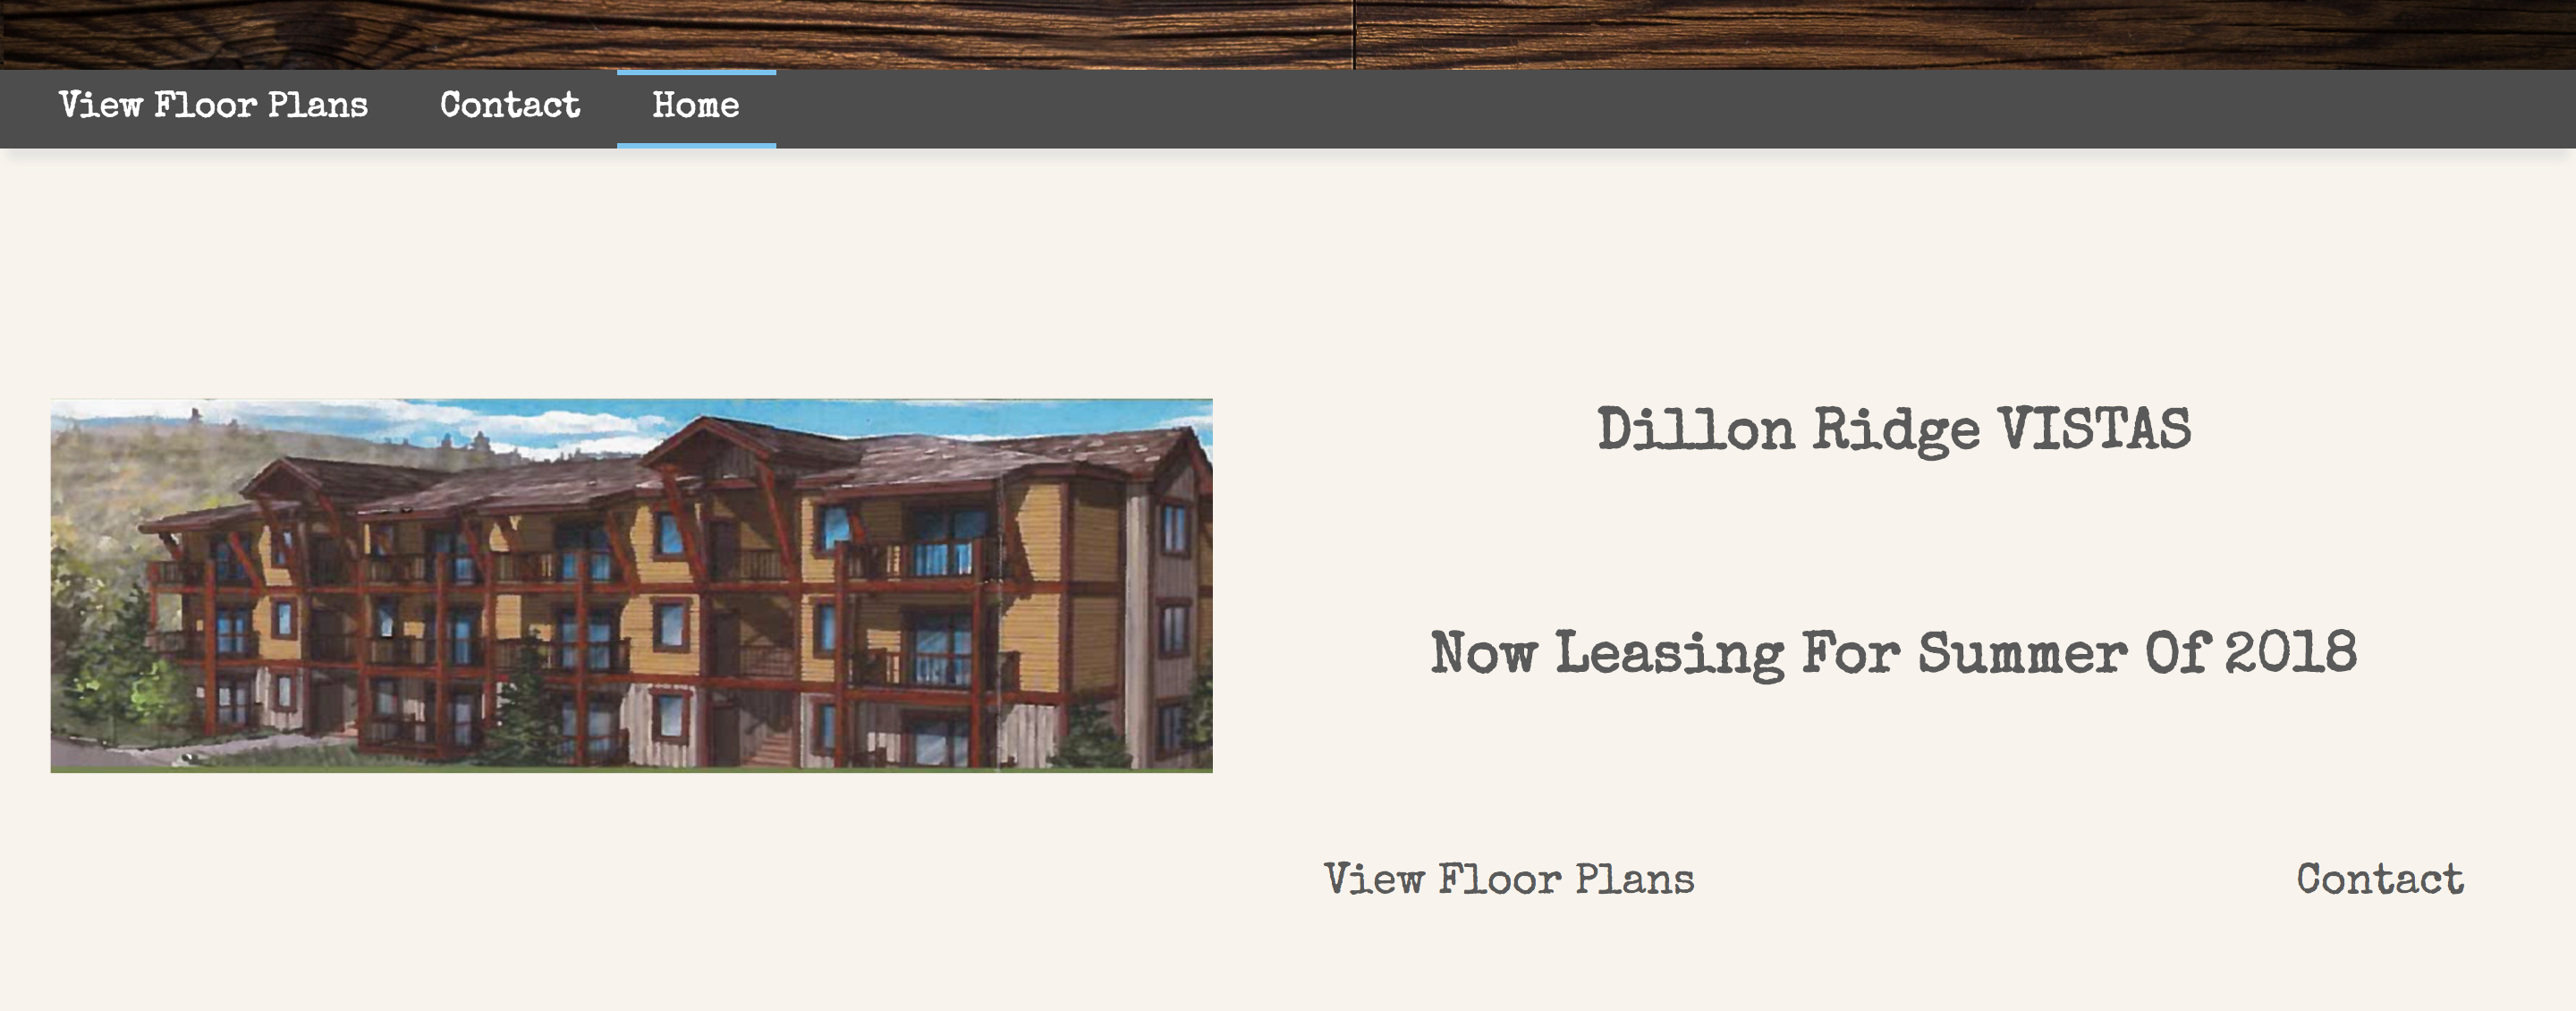 View Floor Plans
Contact
Home
Dillon Ridge VISTAS
Now Leasing For Summer Of 2018
View Floor Plans
Contact